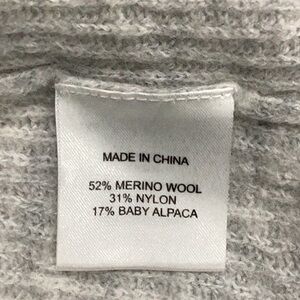 MADE IN CHINA
52% MERINO WOOL
31% NYLON
17% BABY ALPACA